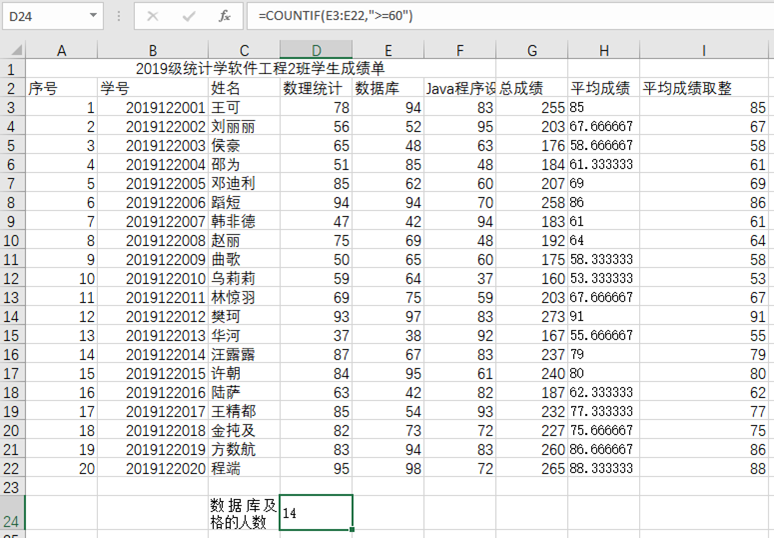 D24 fx =COUNTIF(E3:E22,">=60")
A B C D E F G H I
1 2019级统计学软件工程2班学生成绩单
2 序号 学号 姓名 数理统计 数据库 Java程序设 总成绩 平均成绩 平均成绩取整
3 1 2019122001 王可 78 94 83 255 85 85
4 2 2019122002 刘丽丽 56 52 95 203 67.666667 67
5 3 2019122003 侯豪 65 48 63 176 58.666667 58
6 4 2019122004 邵为 51 85 48 184 61.333333 61
7 5 2019122005 邓迪利 85 62 60 207 69 69
8 6 2019122006 蹈短 94 94 70 258 86 86
9 7 2019122007 韩非德 47 42 94 183 61 61
10 8 2019122008 赵丽 75 69 48 192 64 64
11 9 2019122009 曲歌 50 65 60 175 58.333333 58
12 10 2019122010 乌莉莉 59 64 37 160 53.333333 53
13 11 2019122011 林惊羽 69 75 59 203 67.666667 67
14 12 2019122012 樊珂 93 97 83 273 91 91
15 13 2019122013 华河 37 38 92 167 55.666667 55
16 14 2019122014 汪露露 87 67 83 237 79 79
17 15 2019122015 许朝 84 95 61 240 80 80
18 16 2019122016 陆萨 63 42 82 187 62.333333 62
19 17 2019122017 王精都 85 54 93 232 77.333333 77
20 18 2019122018 金扽及 82 73 72 227 75.666667 75
21 19 2019122019 方数航 83 94 83 260 86.666667 86
22 20 2019122020 程端 95 98 72 265 88.333333 88
23
数据库及
24 格的人数 14